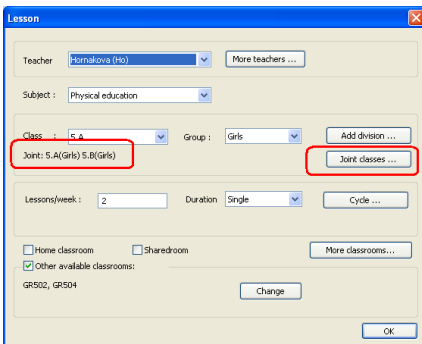 Lesson
Teacher Hornakova (Ho) More teachers ...
Subject : Physical education
Class : 5.A Group : Girls Add division ...
Joint: 5.A(Girls) 5.B(Girls) Joint classes ...
Lessons/week : 2 Duration Single Cycle ...
Home classroom Sharedroom More classrooms...
Other available classrooms:
GR502, GR504 Change
OK